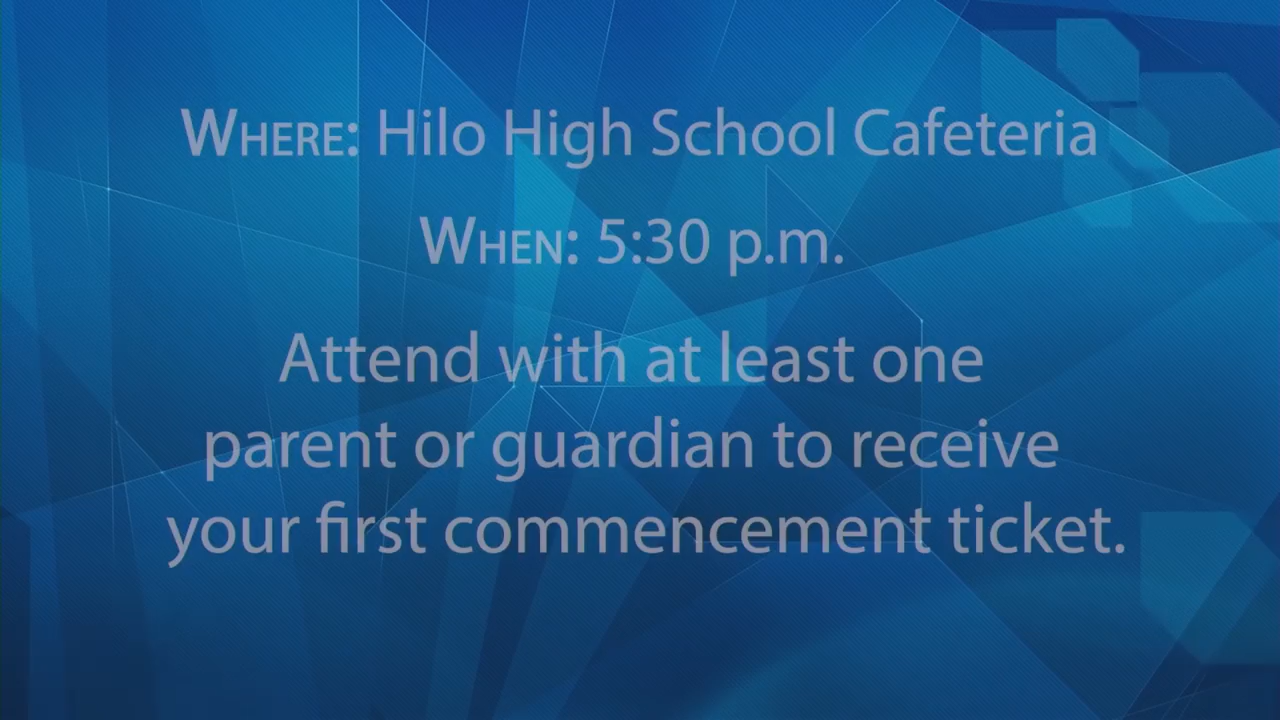 WHERE: Hilo High School Cafeteria
WHEN: 5:30 p.m.
Attend with at least one
parent or guardian to receive
your first commencement ticket.